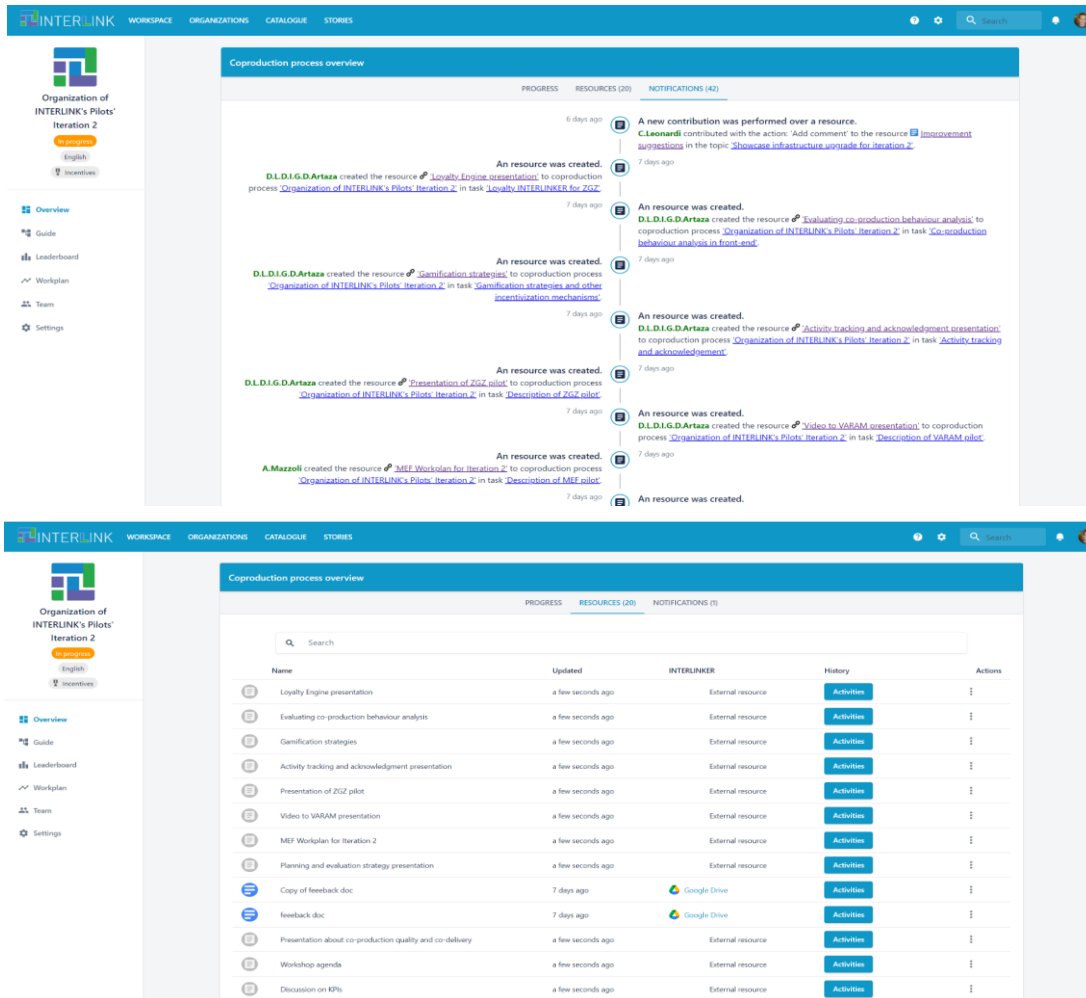 INTERLINK WORKSPACE ORGANIZATIONS CATALOGUE STORIES Search
Organization of
INTERLINK's Pilots'
Iteration 2
In progress
English
Incentives
Overview
Guide
Leaderboard
Workplan
Team
Settings
Coproduction process overview
PROGRESS RESOURCES (20) NOTIFICATIONS (42)
6 days ago
A new contribution was performed over a resource.
C.Leonardi contributed with the action: 'Add comment' to the resource Improvement
suggestions in the topic 'Showcase infrastructure upgrade for iteration 2'.
An resource was created.
D.L.D.I.G.D.Artaza created the resource 'Loyalty Engine presentation' to coproduction
process 'Organization of INTERLINK's Pilots' Iteration 2' in task 'Loyalty INTERLINKER for ZGZ'.
7 days ago
7 days ago
An resource was created.
D.L.D.I.G.D.Artaza created the resource 'Evaluating co-production behaviour analysis' to
coproduction process 'Organization of INTERLINK's Pilots' Iteration 2' in task 'Co-production
behaviour analysis in front-end'.
An resource was created.
D.L.D.I.G.D.Artaza created the resource 'Gamification strategies' to coproduction process
'Organization of INTERLINK's Pilots' Iteration 2' in task 'Gamification strategies and other
incentivization mechanisms'.
7 days ago
7 days ago
An resource was created.
D.L.D.I.G.D.Artaza created the resource 'Activity tracking and acknowledgment presentation'
to coproduction process 'Organization of INTERLINK's Pilots' Iteration 2' in task 'Activity tracking
and acknowledgement'.
An resource was created.
D.L.D.I.G.D.Artaza created the resource 'Presentation of ZGZ pilot' to coproduction process
'Organization of INTERLINK's Pilots' Iteration 2' in task 'Description of ZGZ pilot'.
7 days ago
7 days ago
An resource was created.
D.L.D.I.G.D.Artaza created the resource 'Video to VARAM presentation' to coproduction
process 'Organization of INTERLINK's Pilots' Iteration 2' in task 'Description of VARAM pilot'.
An resource was created.
A.Mazzoli created the resource 'MEF Workplan for Iteration 2' to coproduction process
'Organization of INTERLINK's Pilots' Iteration 2' in task 'Description of MEF pilot'.
7 days ago
7 days ago
An resource was created.
INTERLINK WORKSPACE ORGANIZATIONS CATALOGUE STORIES Search
Organization of
INTERLINK's Pilots'
Iteration 2
In progress
English
Incentives
Overview
Guide
Leaderboard
Workplan
Team
Settings
Coproduction process overview
PROGRESS RESOURCES (20) NOTIFICATIONS (1)
Search
Name Updated INTERLINKER History Actions
Loyalty Engine presentation a few seconds ago External resource Activities
Evaluating co-production behaviour analysis a few seconds ago External resource Activities
Gamification strategies a few seconds ago External resource Activities
Activity tracking and acknowledgment presentation a few seconds ago External resource Activities
Presentation of ZGZ pilot a few seconds ago External resource Activities
Video to VARAM presentation a few seconds ago External resource Activities
MEF Workplan for Iteration 2 a few seconds ago External resource Activities
Planning and evaluation strategy presentation a few seconds ago External resource Activities
Copy of feeeback doc 7 days ago Google Drive Activities
feeeback doc 7 days ago Google Drive Activities
Presentation about co-production quality and co-delivery a few seconds ago External resource Activities
Workshop agenda a few seconds ago External resource Activities
Discussion on KPIs a few seconds ago External resource Activities